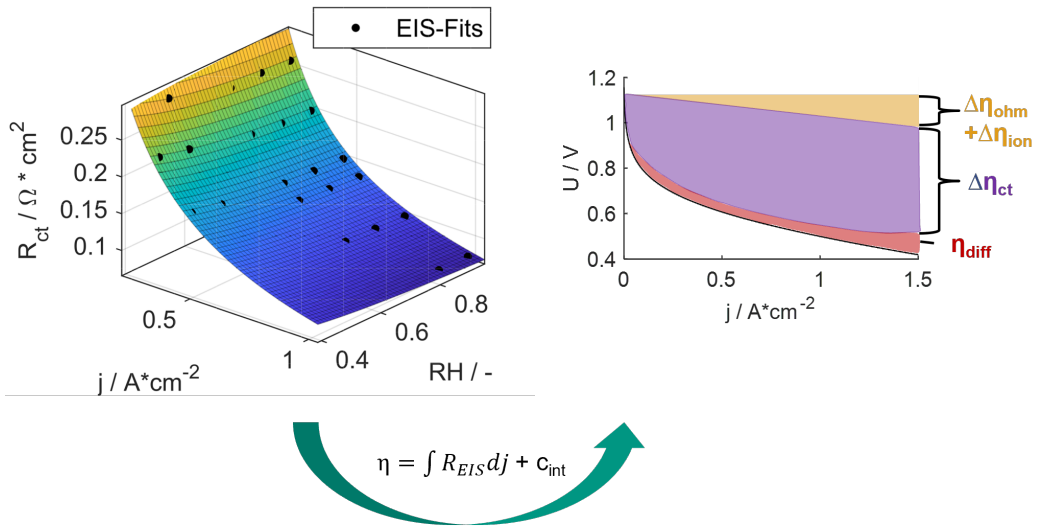 EIS-Fits
R_ct / Ω * cm²
0.25
0.2
0.15
0.1
0.5
1
j / A*cm⁻²
0.4
0.6
0.8
RH / -
1.2
1
0.8
0.6
0.4
U / V
0
0.5
1
1.5
j / A*cm⁻²
Δη_ohm
+Δη_ion
Δη_ct
η_diff
η = ∫ R_EIS dj + c_int